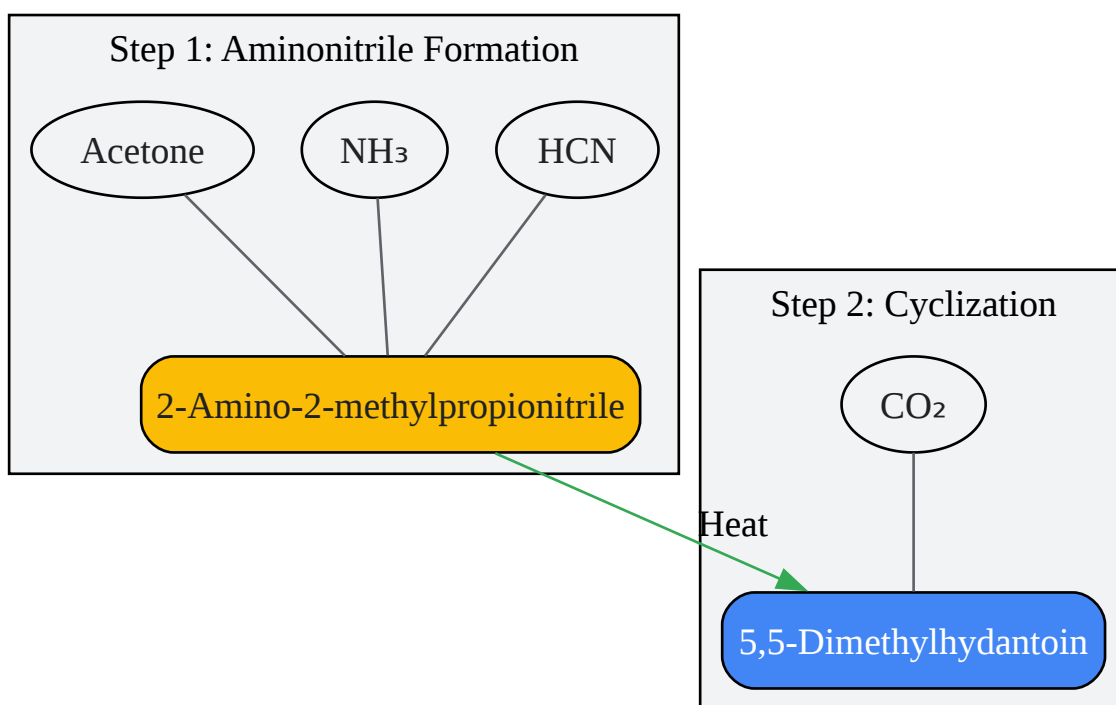 Step 1: Aminonitrile Formation
Acetone
NH₃
HCN
2-Amino-2-methylpropionitrile
Step 2: Cyclization
CO₂
Heat
5,5-Dimethylhydantoin